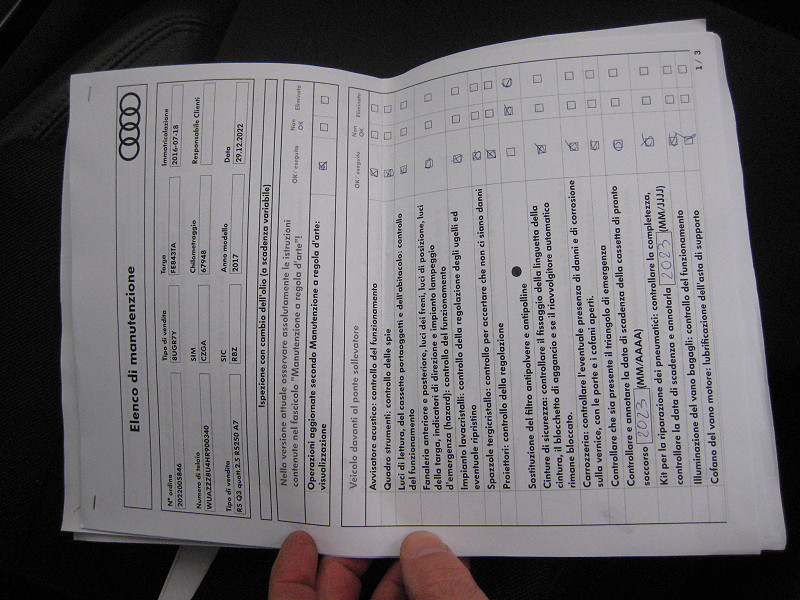 Elenco di manutenzione
N° ordine Tipo di vendita Targa Immatricolazione
2022005846 8UGRZY FE843TA 2016-07-18
Numero di telaio SIM Chilometraggio Responsabile Clienti
WUAZZZ8U4HR900340 CZGA 67948
Tipo di vendita SIC Anno modello Data
RS Q3 quatt.2.5 RS250 A7 RBZ 2017 29.12.2022
Ispezione con cambio dell'olio (a scadenza variabile)
Nella versione attuale osservare assolutamente le istruzioni
contenute nel fascicolo "Manutenzione a regola d'arte"!
OK/ eseguito Non OK Eliminato
Operazioni aggiornate secondo Manutenzione a regola d'arte:
visualizzazione
Veicolo davanti al ponte sollevatore
OK/ eseguito Non OK Eliminato
Avvisatore acustico: controllo del funzionamento
Quadro strumenti: controllo delle spie
Luci di lettura, del cassetto portaoggetti e dell'abitacolo: controllo
del funzionamento
Fanaleria anteriore e posteriore, luci dei freni, luci di posizione, luci
della targa, indicatori di direzione e impianto lampeggio
d'emergenza (hazard): controllo del funzionamento
Impianto lavacristalli: controllo della regolazione degli ugelli ed
eventuale ripristino
Spazzole tergicristallo: controllo per accertare che non ci siano danni
Proiettori: controllo della regolazione
Sostituzione del filtro antipolvere e antipolline
Cinture di sicurezza: controllare il fissaggio della linguetta della
cintura, il blocchetto di aggancio e se il riavvolgitore automatico
rimane bloccato.
Carrozzeria: controllare l'eventuale presenza di danni e di corrosione
sulla vernice, con le porte e i cofani aperti.
Controllare che sia presente il triangolo di emergenza
Controllare e annotare la data di scadenza della cassetta di pronto
soccorso 2023 (MM/AAAA)
Kit per la riparazione dei pneumatici: controllare la completezza,
controllare la data di scadenza e annotarla 2023 (MM/JJJJ)
Illuminazione del vano bagagli: controllo del funzionamento
Cofano del vano motore: lubrificazione dell'asta di supporto
1 / 3